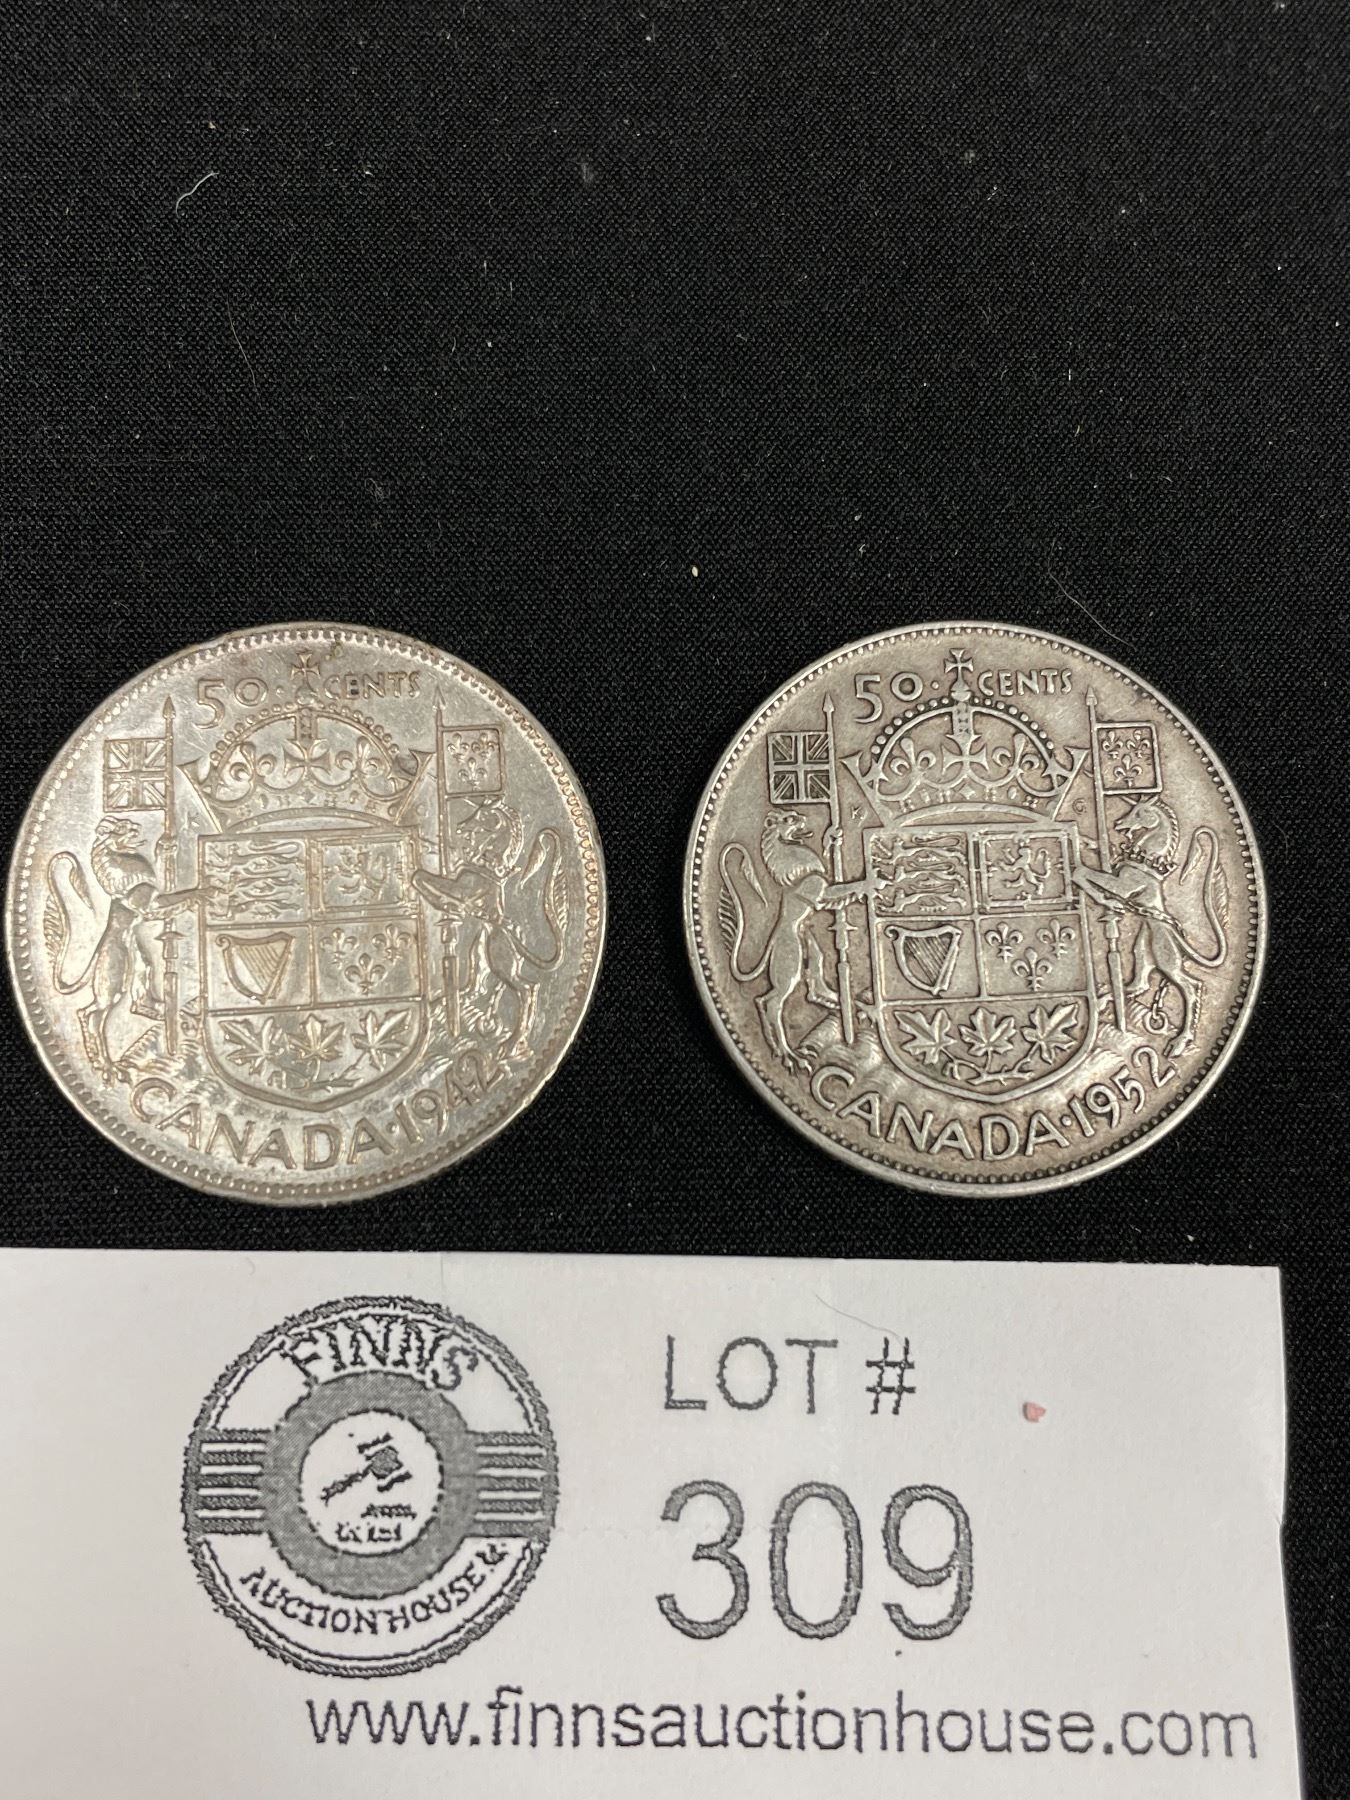 50 · CENTS
K G
CANADA · 1942
50 · CENTS
K G
CANADA · 1952
FINNS
AUCTION HOUSE
LOT #
309
www.finnsauctionhouse.com